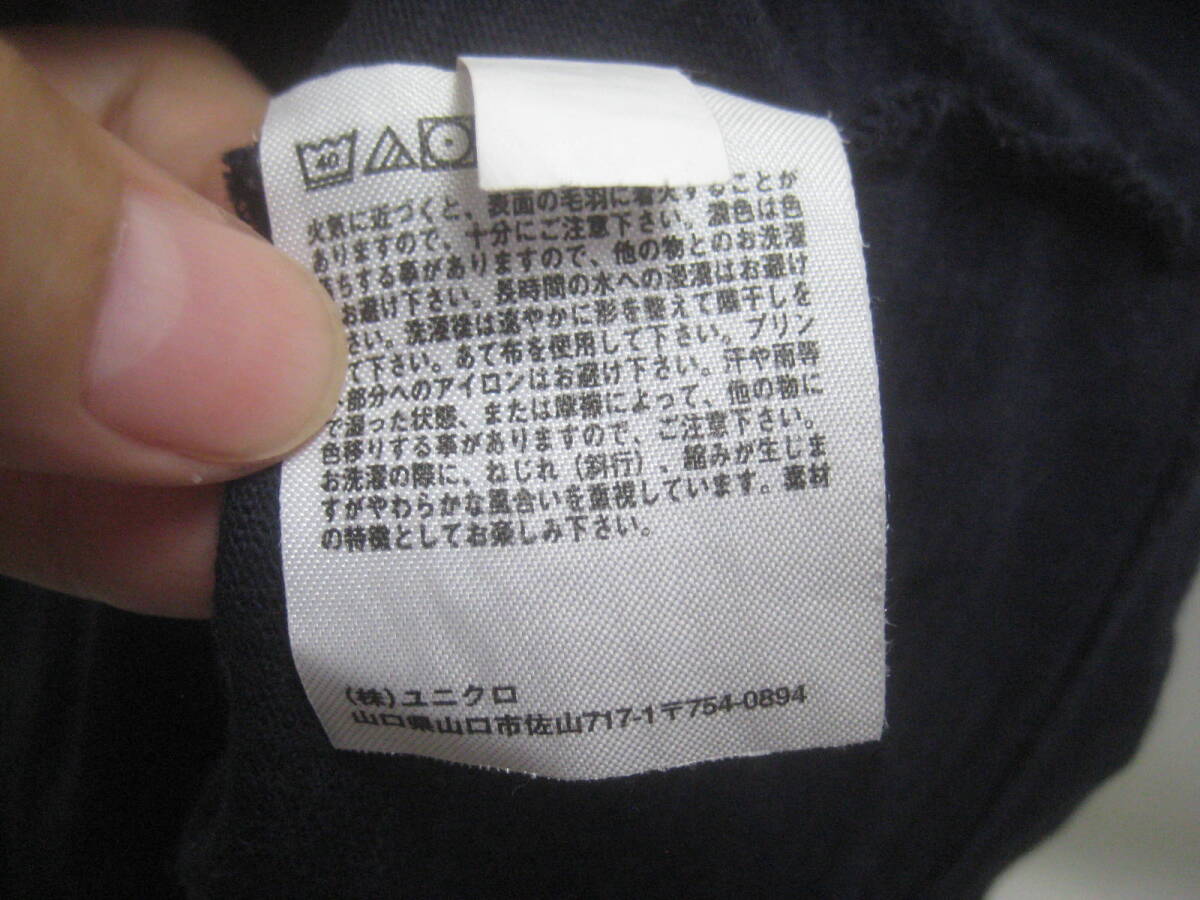 40
火気に近づくと、表面の毛羽に着火することが
ありますので、十分にご注意下さい。濃色は色
落ちする事がありますので、他の物とのお洗濯
お避け下さい。長時間の水への浸漬はお避け
さい。洗濯後は速やかに形を整えて陰干しを
て下さい。あて布を使用して下さい。プリン
部分へのアイロンはお避け下さい。汗や雨等
で湿った状態、または摩擦によって、他の物に
色移りする事がありますので、ご注意下さい。
お洗濯の際に、ねじれ(斜行)、縮みが生じま
すがやわらかな風合いを重視しています。素材
の特徴としてお楽しみ下さい。
(株)ユニクロ
山口県山口市佐山717-1〒754-0894